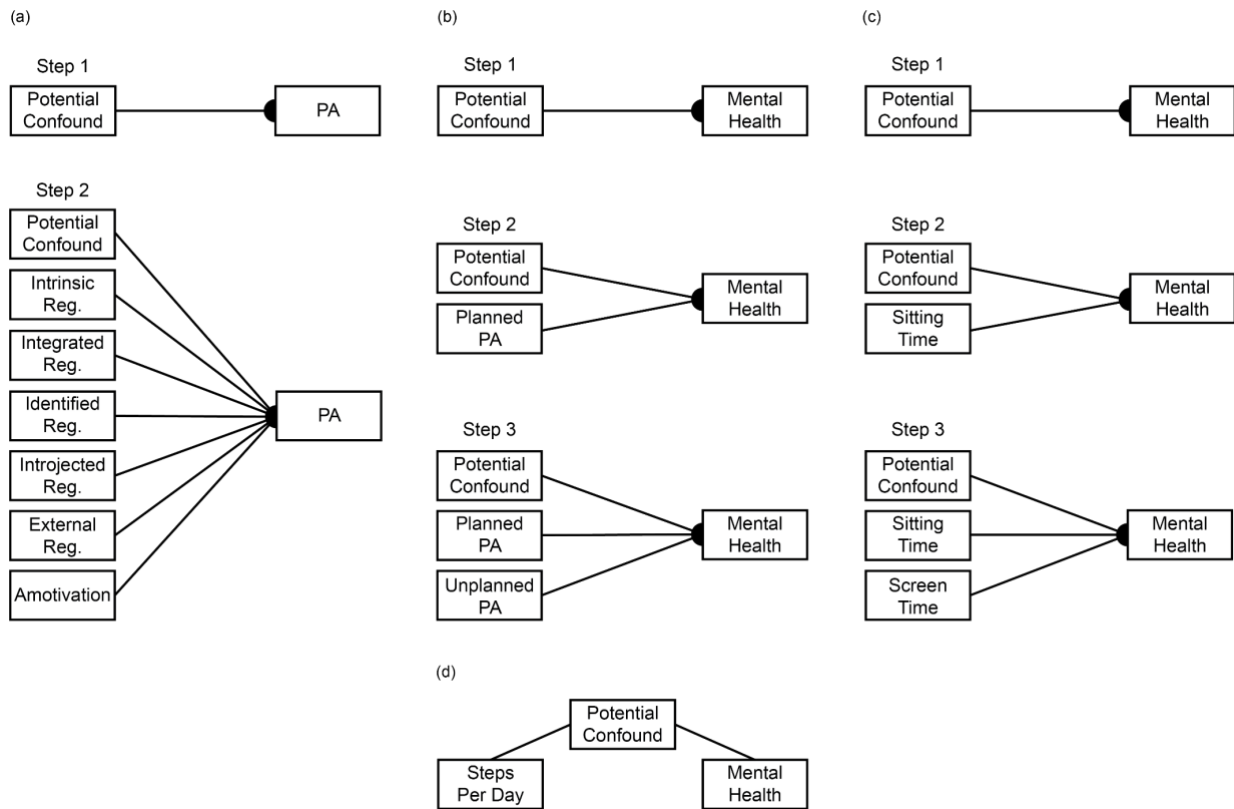 (a)
Step 1
Potential
Confound
PA
Step 2
Potential
Confound
Intrinsic
Reg.
Integrated
Reg.
Identified
Reg.
Introjected
Reg.
External
Reg.
Amotivation
PA
(b)
Step 1
Potential
Confound
Mental
Health
Step 2
Potential
Confound
Planned
PA
Mental
Health
Step 3
Potential
Confound
Planned
PA
Unplanned
PA
Mental
Health
(c)
Step 1
Potential
Confound
Mental
Health
Step 2
Potential
Confound
Sitting
Time
Mental
Health
Step 3
Potential
Confound
Sitting
Time
Screen
Time
Mental
Health
(d)
Potential
Confound
Steps
Per Day
Mental
Health